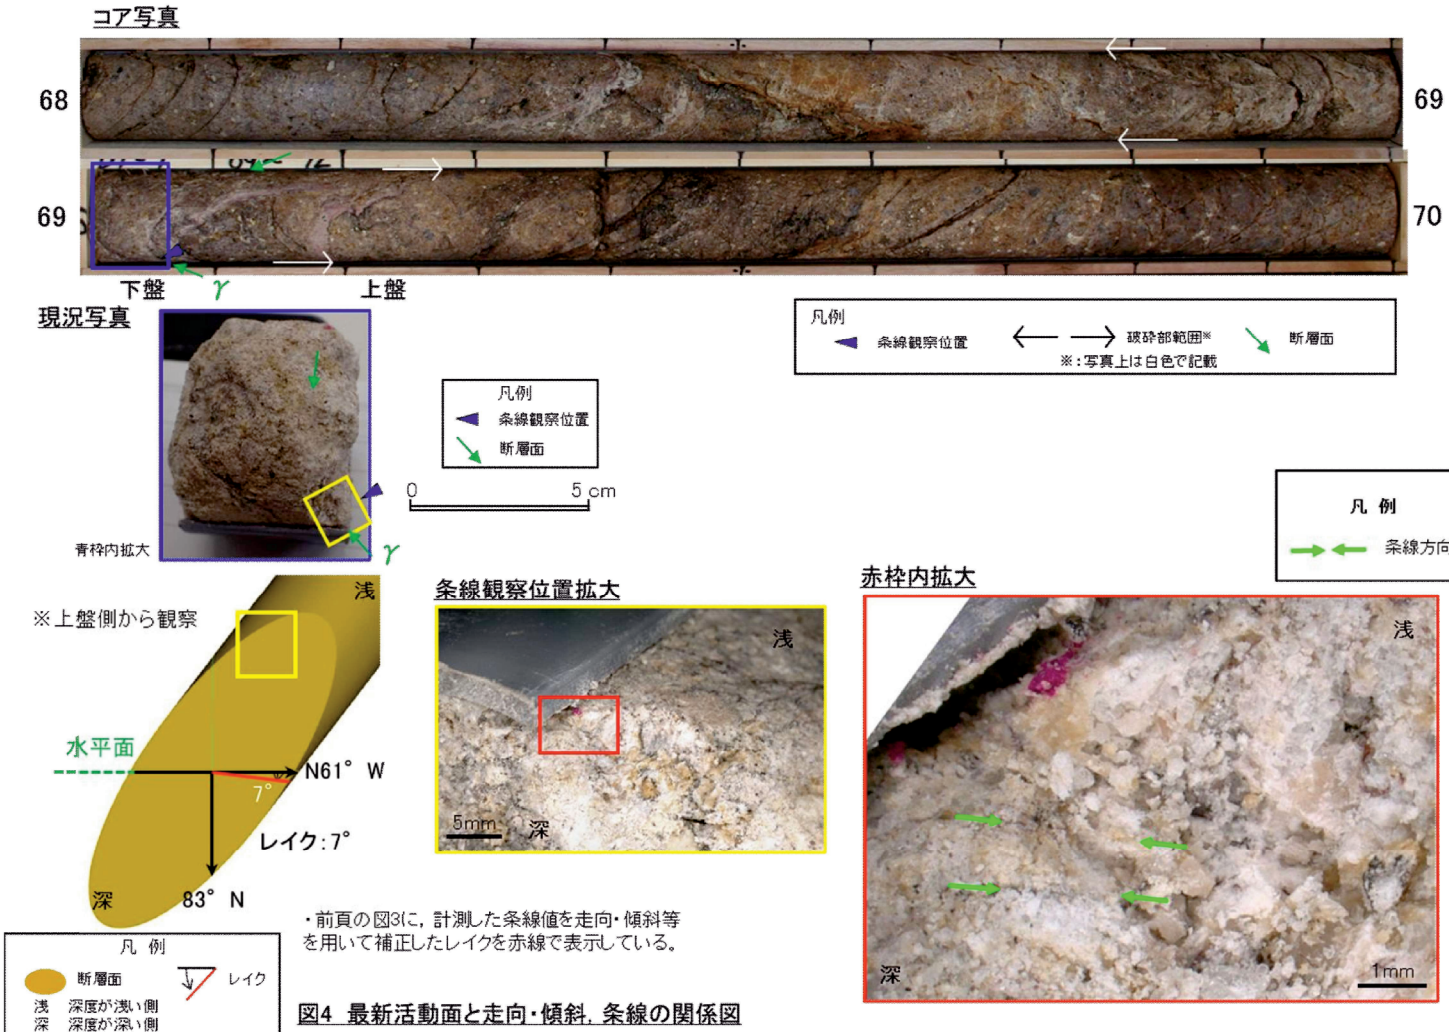 コア写真
68
69
69
70
下盤
γ
上盤
現況写真
凡例
条線観察位置
破砕部範囲※
断層面
※:写真上は白色で記載
凡例
条線観察位置
断層面
0
5 cm
青枠内拡大
γ
凡 例
条線方向
※上盤側から観察
浅
水平面
N61° W
7°
レイク:7°
深
83° N
条線観察位置拡大
浅
5mm
深
赤枠内拡大
浅
深
1mm
・前頁の図3に, 計測した条線値を走向・傾斜等
を用いて補正したレイクを赤線で表示している。
凡 例
断層面
レイク
浅 深度が浅い側
深 深度が深い側
図4 最新活動面と走向・傾斜, 条線の関係図